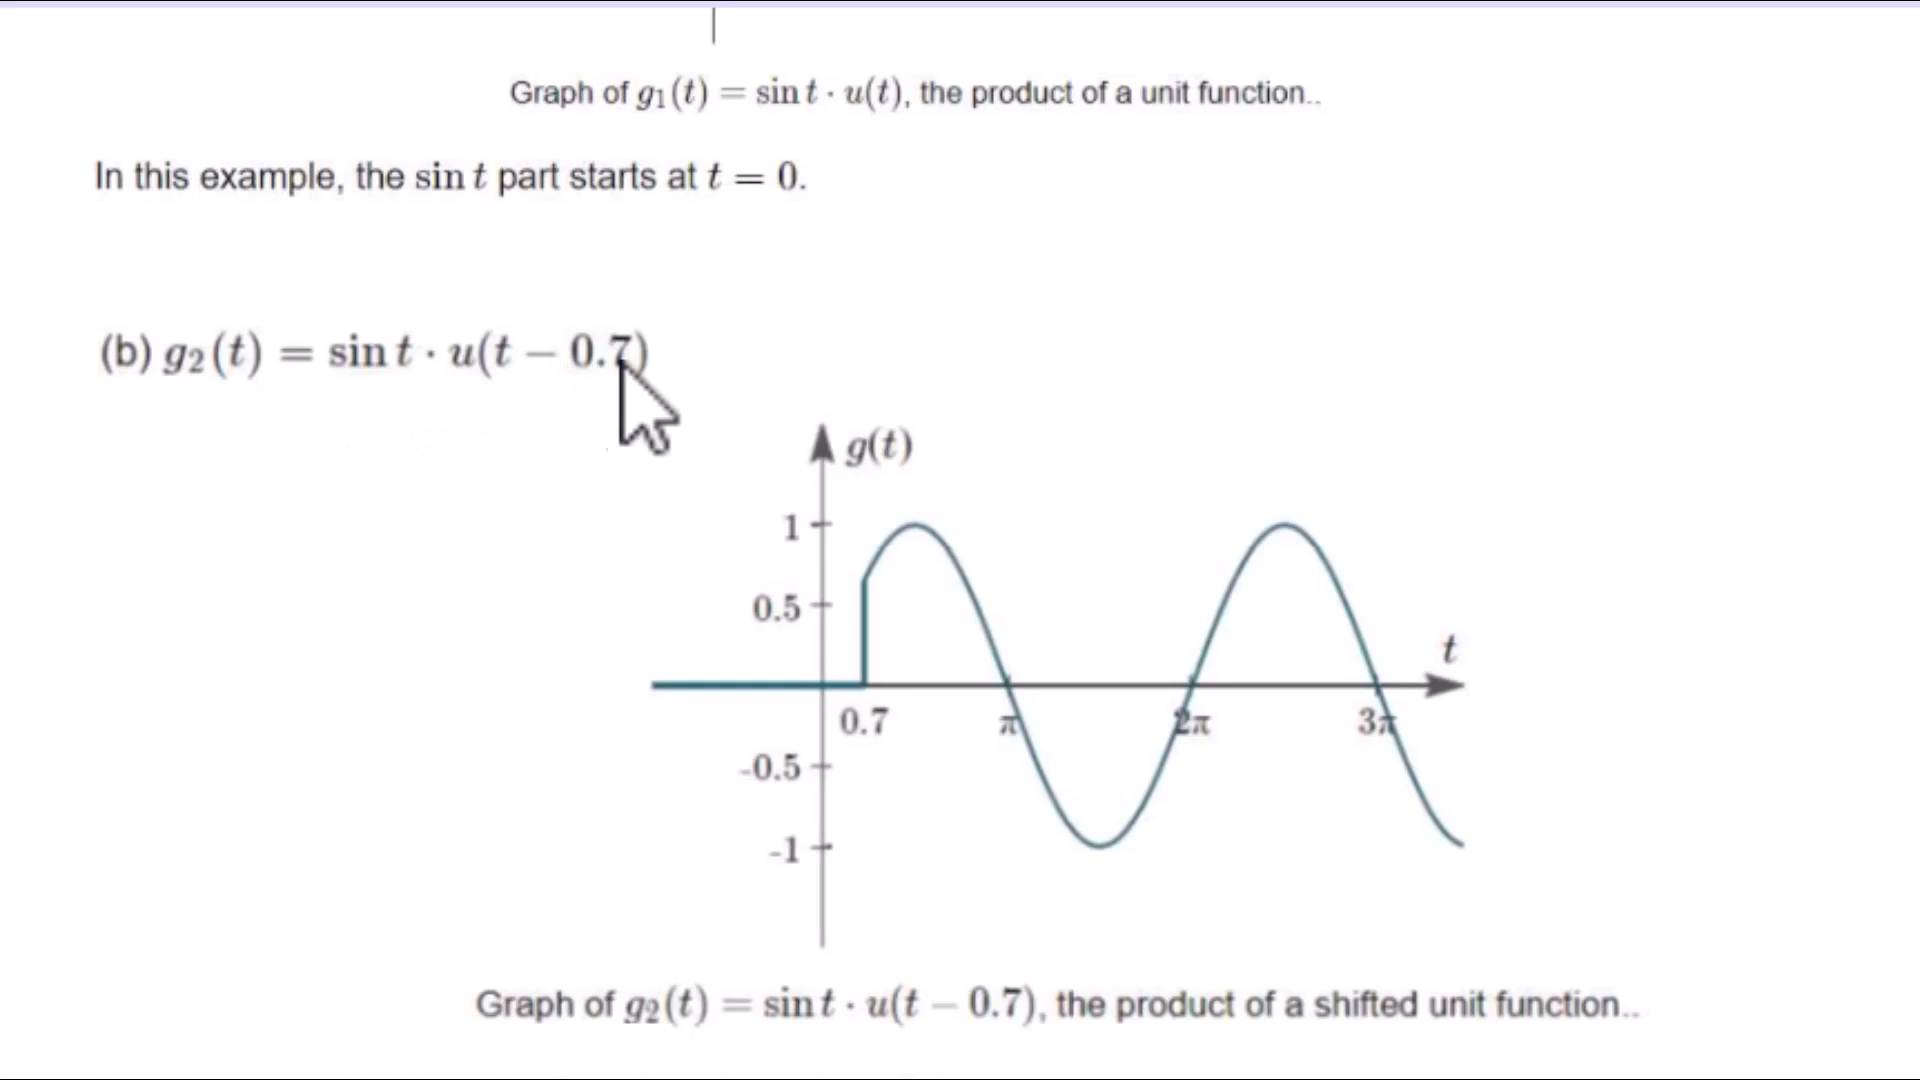 Graph of g₁(t) = sin t · u(t), the product of a unit function..
In this example, the sin t part starts at t = 0.
(b) g₂(t) = sin t · u(t − 0.7)
g(t)
1
0.5
t
0.7 π 2π 3π
-0.5
-1
Graph of g₂(t) = sin t · u(t − 0.7), the product of a shifted unit function..